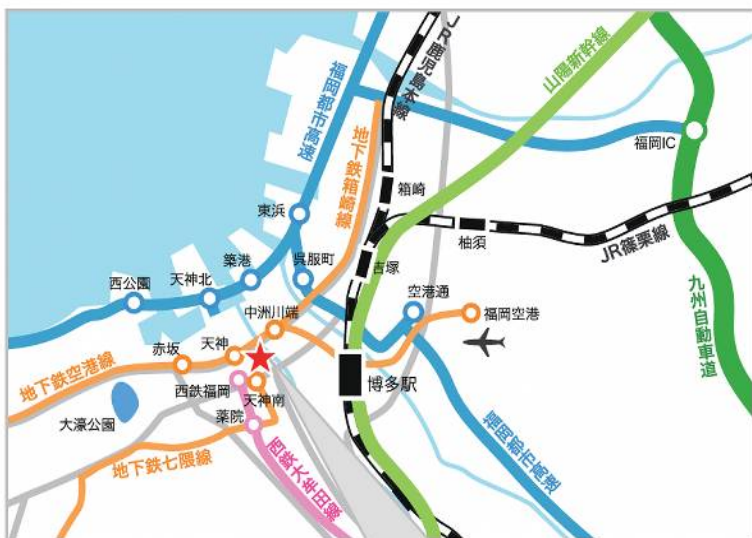 JR鹿児島本線
山陽新幹線
福岡都市高速
地下鉄箱崎線
福岡IC
箱崎
東浜
柚須
JR篠栗線
吉塚
築港
呉服町
天神北
西公園
空港通
福岡空港
中洲川端
九州自動車道
天神
赤坂
地下鉄空港線
西鉄福岡
博多駅
天神南
大濠公園
薬院
福岡都市高速
地下鉄七隈線
西鉄大牟田線